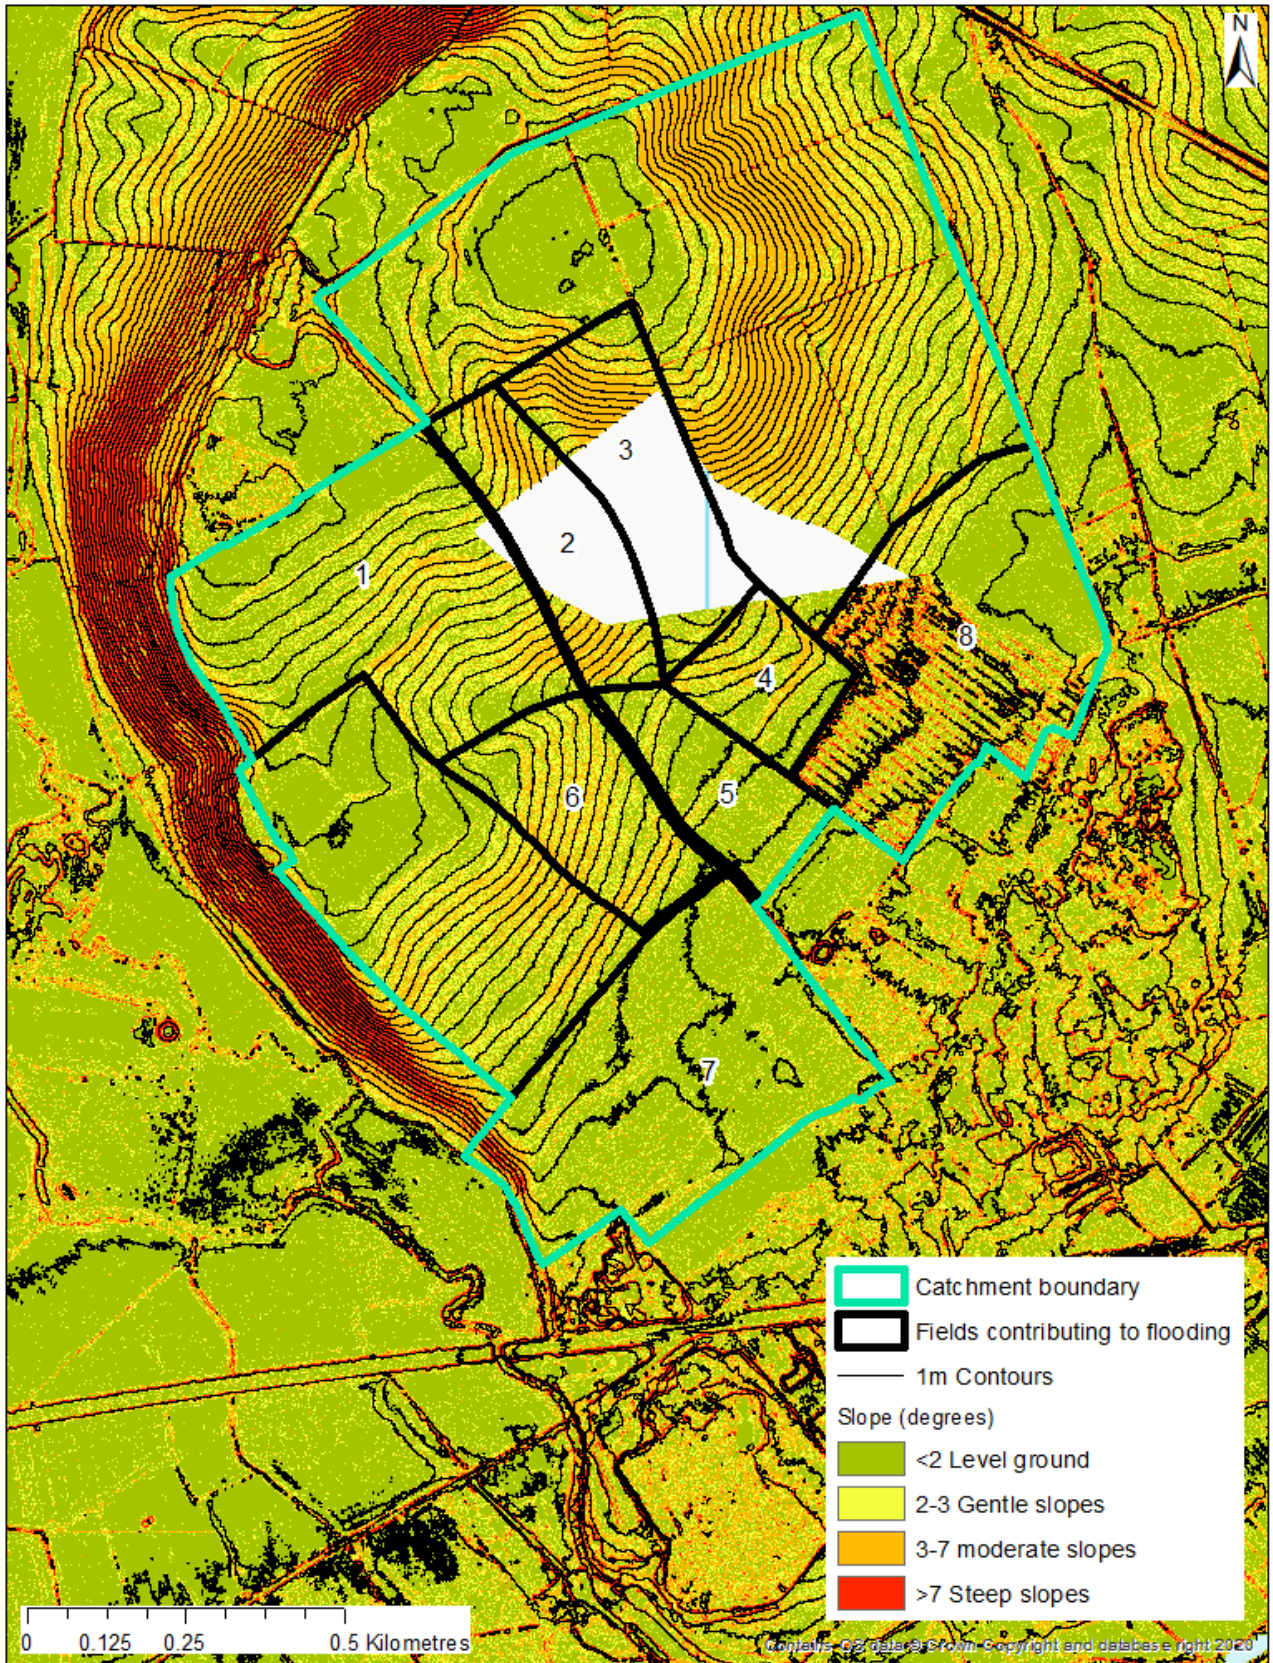 N
3
2
1
8
4
5
6
7
Catchment boundary
Fields contributing to flooding
1m Contours
Slope (degrees)
<2 Level ground
2-3 Gentle slopes
3-7 moderate slopes
>7 Steep slopes
0 0.125 0.25 0.5 Kilometres
Contains OS data © Crown Copyright and database right 2020